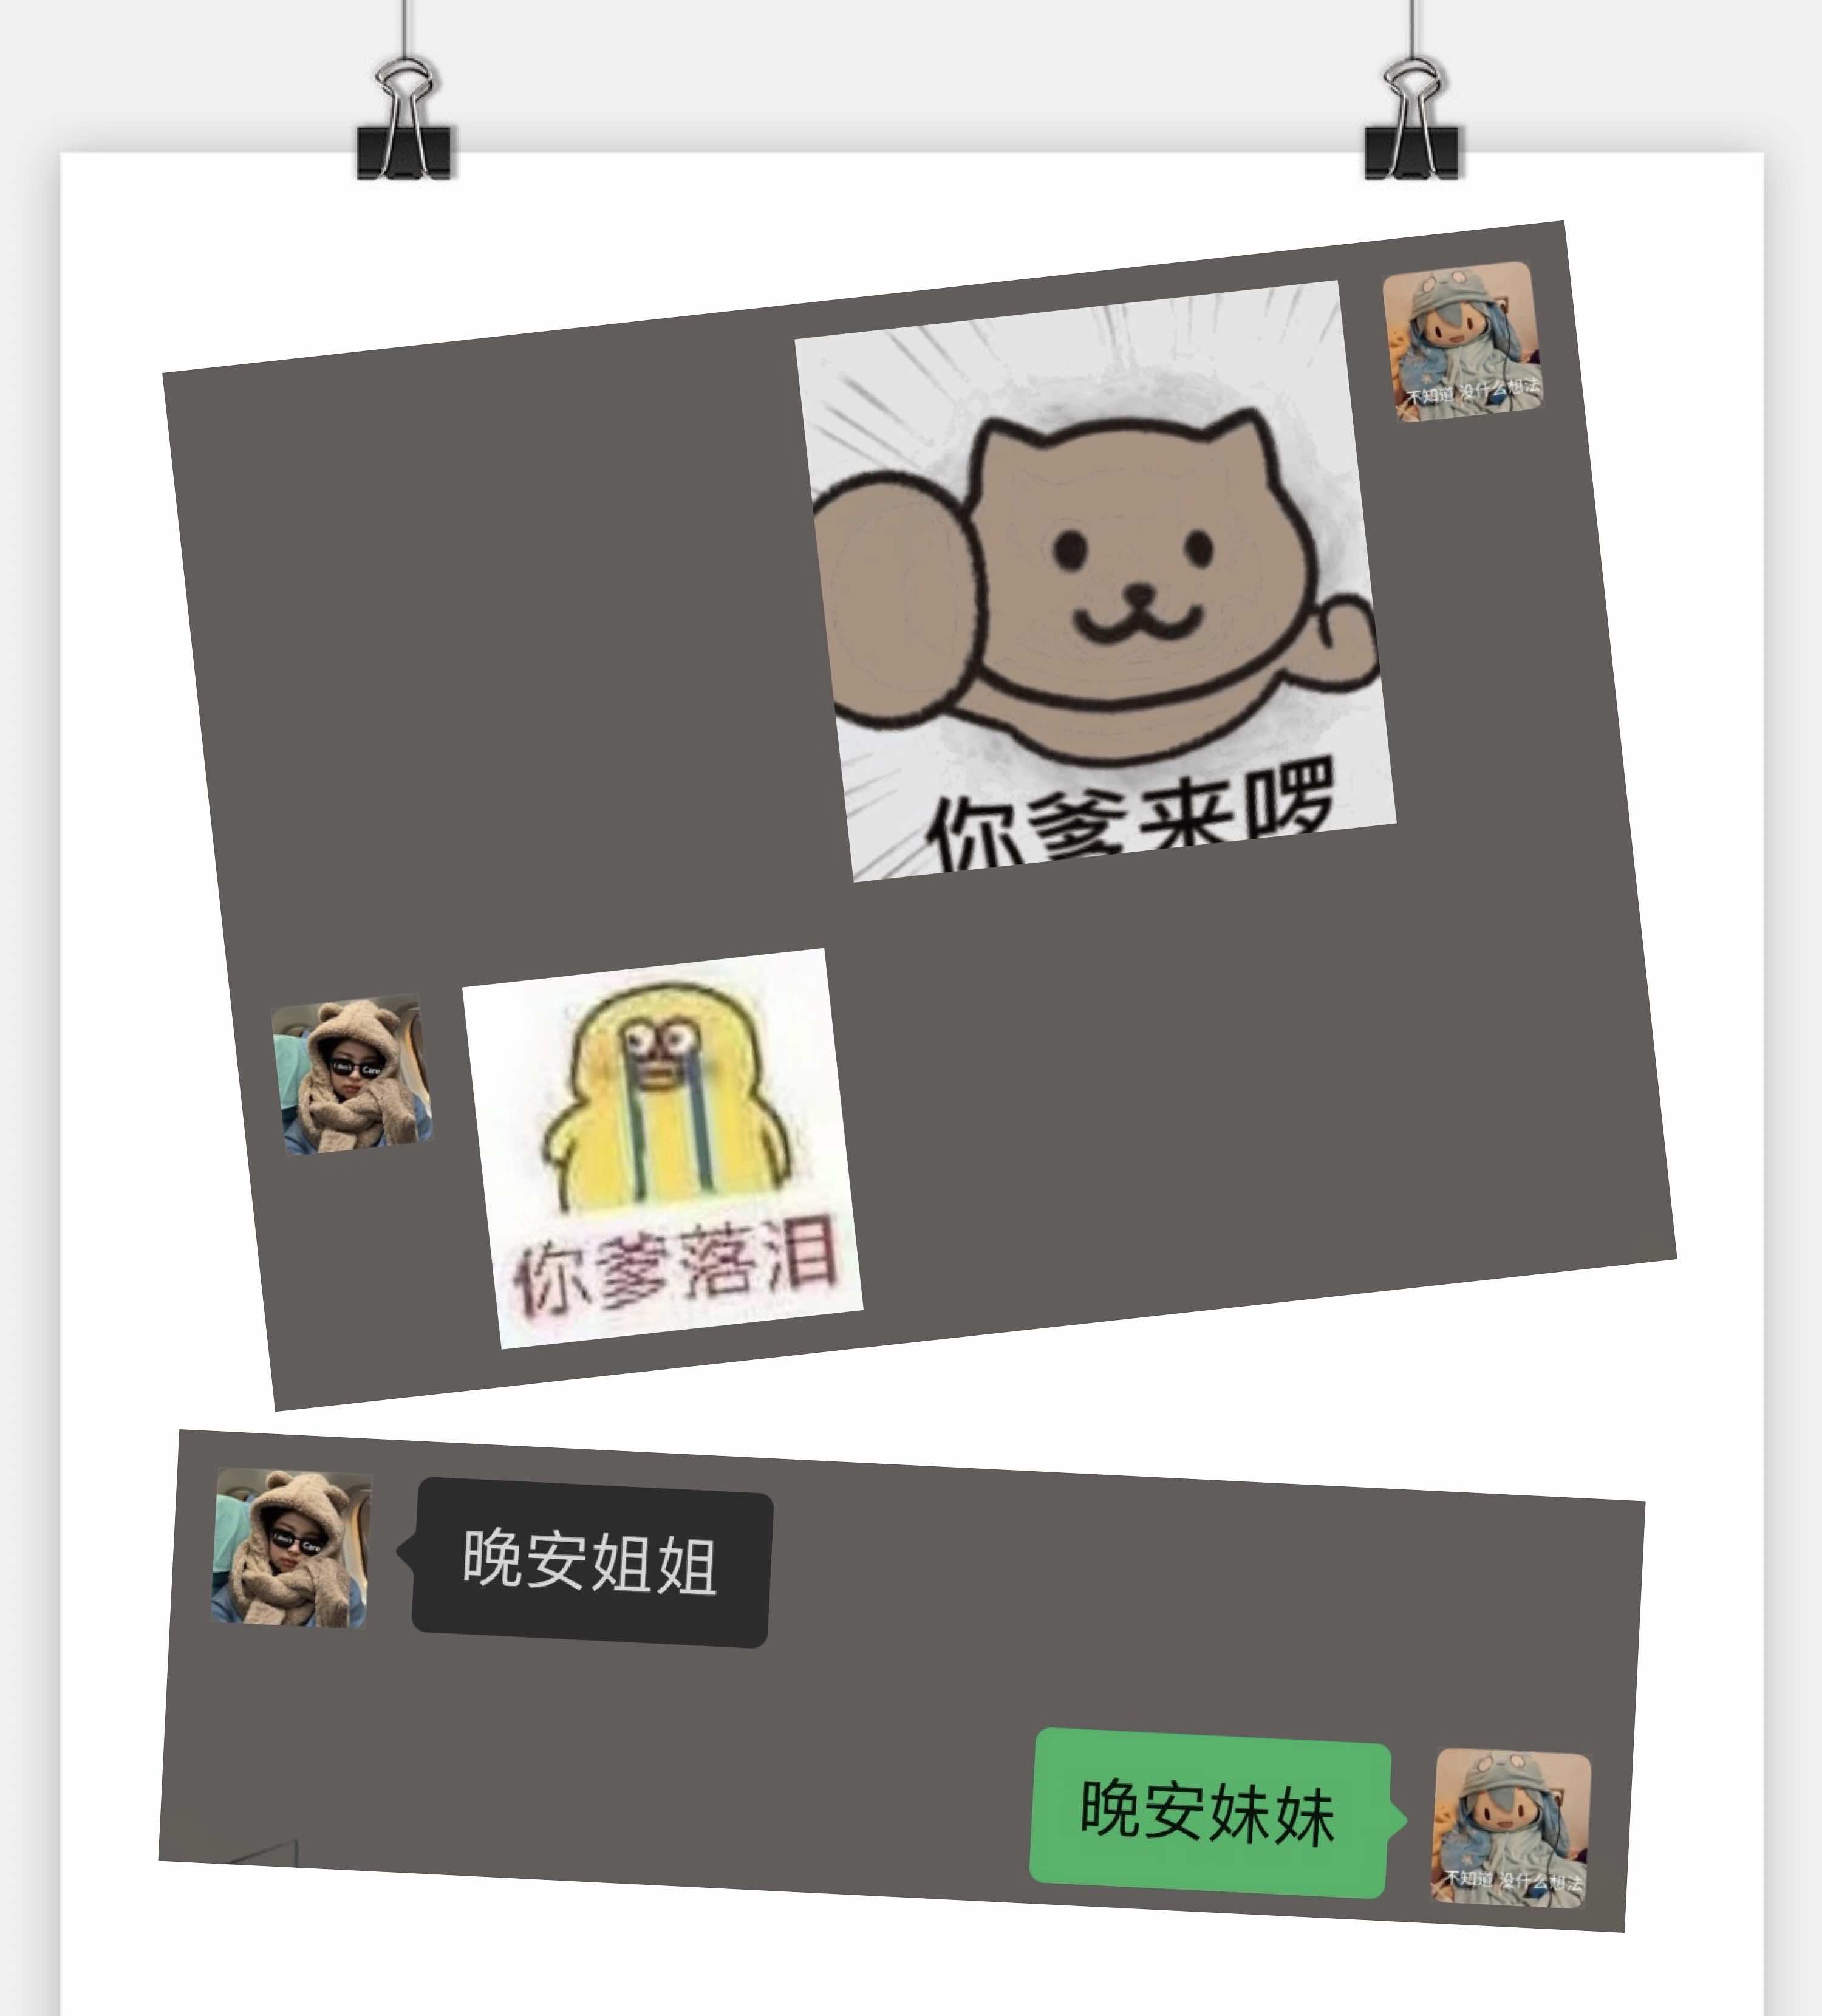 不知道 没什么想法
你爹来啰
I don't Care
你爹落泪
I don't Care
晚安姐姐
晚安妹妹
不知道 没什么想法